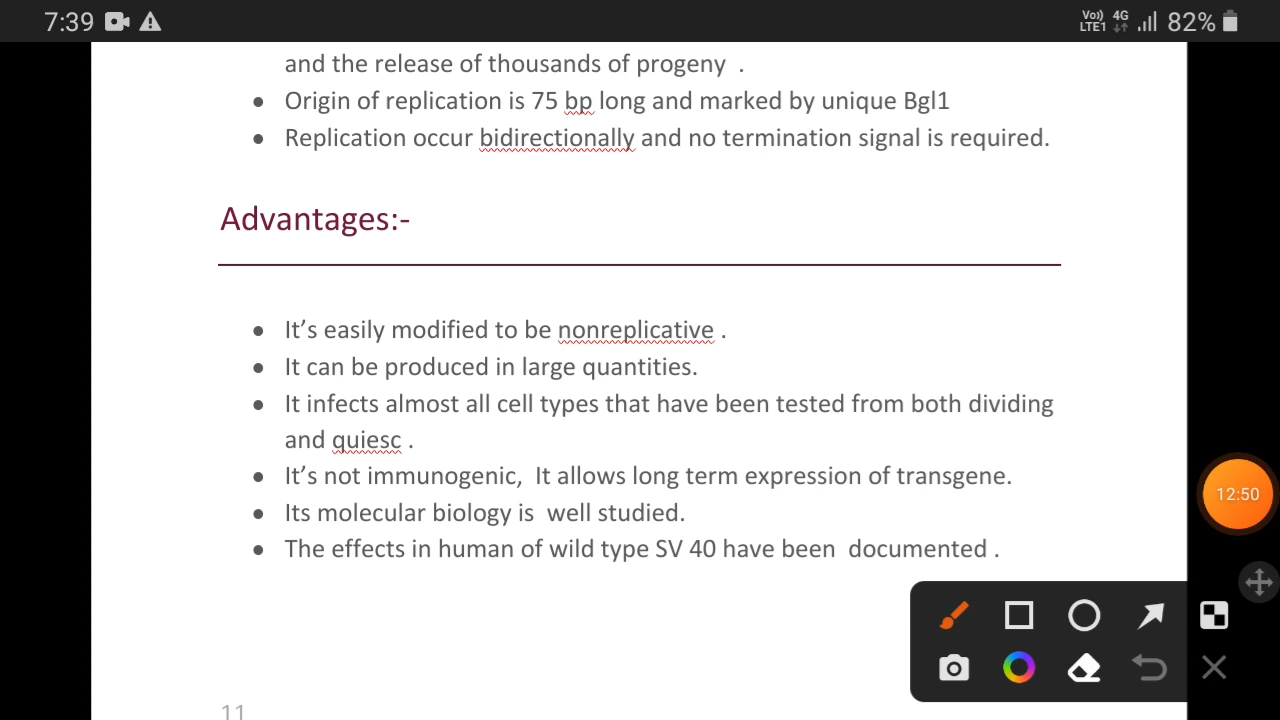 7:39 Vo) LTE1 4G 82%
and the release of thousands of progeny .
• Origin of replication is 75 bp long and marked by unique Bgl1
• Replication occur bidirectionally and no termination signal is required.
Advantages:-
• It’s easily modified to be nonreplicative .
• It can be produced in large quantities.
• It infects almost all cell types that have been tested from both dividing
and quiesc .
• It’s not immunogenic, It allows long term expression of transgene.
• Its molecular biology is well studied.
• The effects in human of wild type SV 40 have been documented .
12:50
11